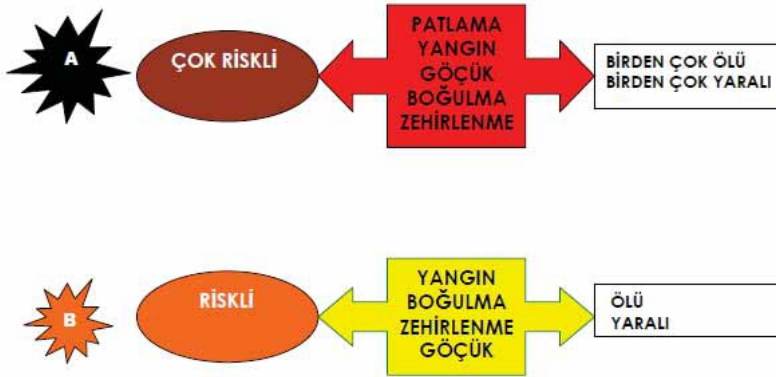 A
ÇOK RİSKLİ
PATLAMA
YANGIN
GÖÇÜK
BOĞULMA
ZEHİRLENME
BİRDEN ÇOK ÖLÜ
BİRDEN ÇOK YARALI
B
RİSKLİ
YANGIN
BOĞULMA
ZEHİRLENME
GÖÇÜK
ÖLÜ
YARALI